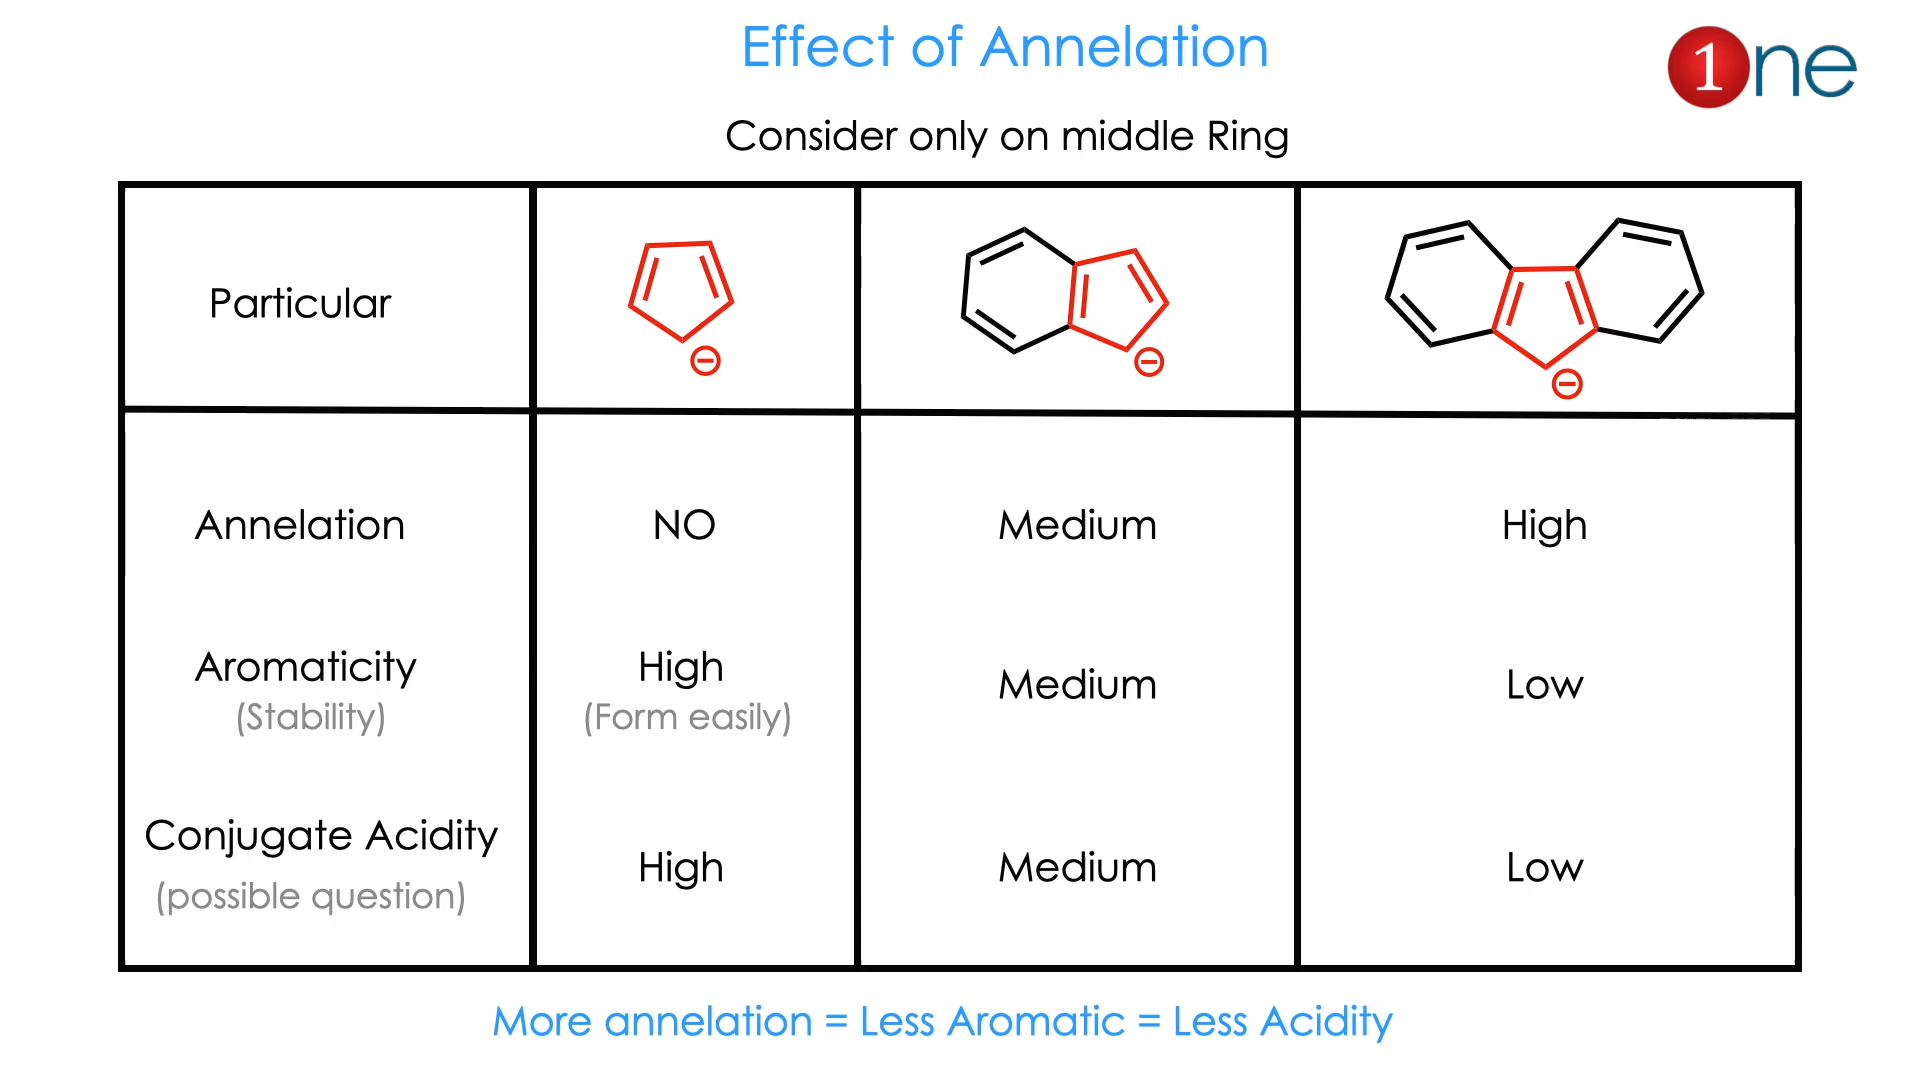 Effect of Annelation
1ne
Consider only on middle Ring
Particular
Annelation NO Medium High
Aromaticity High Medium Low
(Stability) (Form easily)
Conjugate Acidity High Medium Low
(possible question)
More annelation = Less Aromatic = Less Acidity